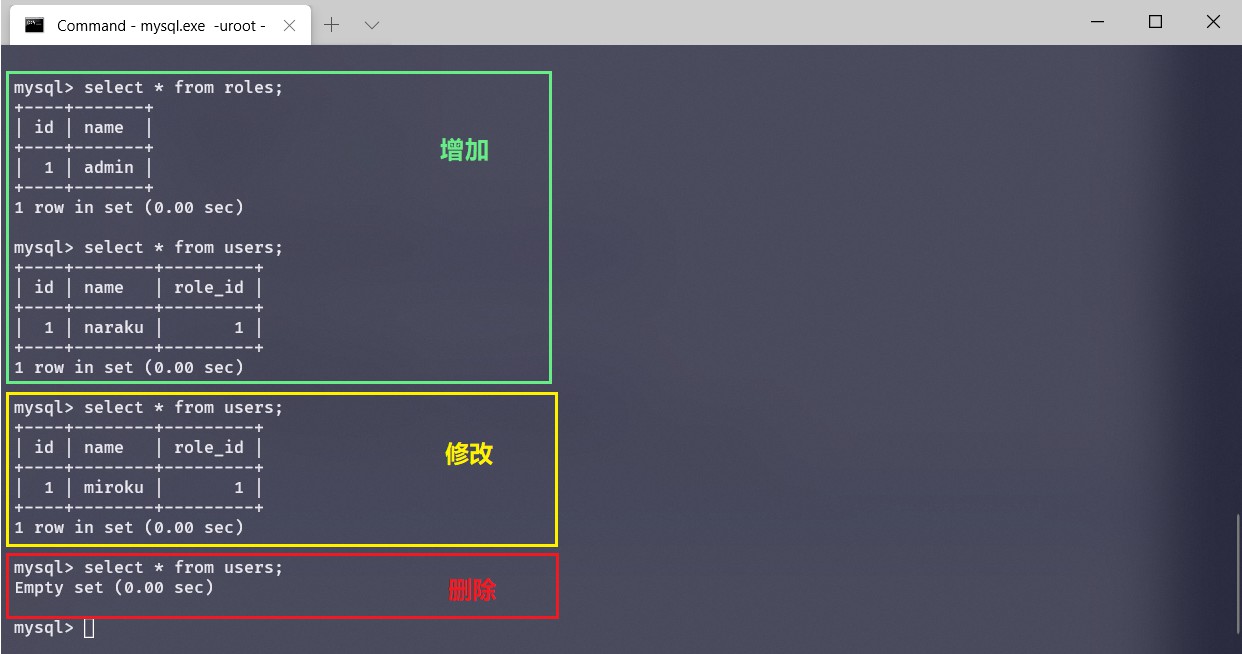 Command - mysql.exe  -uroot -
mysql> select * from roles;
+----+-------+
| id | name  |
+----+-------+
|  1 | admin |
+----+-------+
1 row in set (0.00 sec)
增加
mysql> select * from users;
+----+--------+---------+
| id | name   | role_id |
+----+--------+---------+
|  1 | naraku |       1 |
+----+--------+---------+
1 row in set (0.00 sec)
mysql> select * from users;
+----+--------+---------+
| id | name   | role_id |
+----+--------+---------+
|  1 | miroku |       1 |
+----+--------+---------+
1 row in set (0.00 sec)
修改
mysql> select * from users;
Empty set (0.00 sec)
删除
mysql>